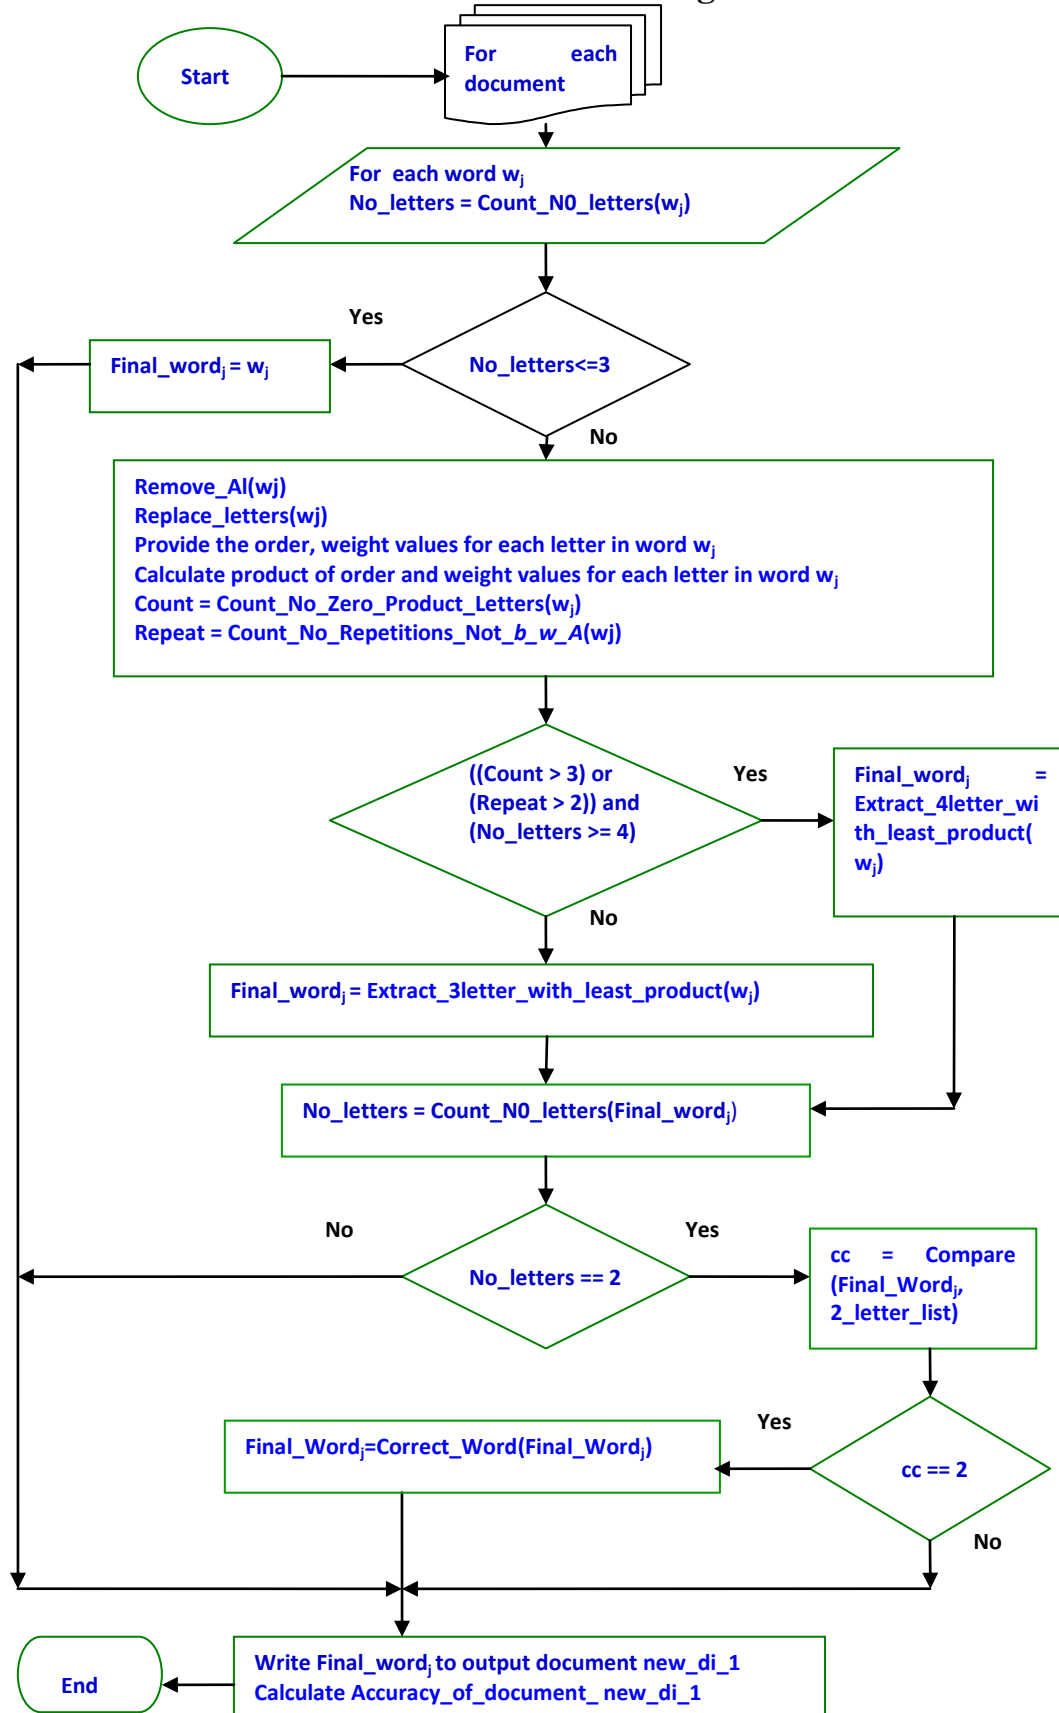 Start
For each
document
For each word wj
No_letters = Count_N0_letters(wj)
Yes
No_letters<=3
Final_wordj = wj
No
Remove_Al(wj)
Replace_letters(wj)
Provide the order, weight values for each letter in word wj
Calculate product of order and weight values for each letter in word wj
Count = Count_No_Zero_Product_Letters(wj)
Repeat = Count_No_Repetitions_Not_b_w_A(wj)
((Count > 3) or
(Repeat > 2)) and
(No_letters >= 4)
Yes
Final_wordj =
Extract_4letter_wi
th_least_product(
wj)
No
Final_wordj = Extract_3letter_with_least_product(wj)
No_letters = Count_N0_letters(Final_wordj)
No
Yes
No_letters == 2
cc = Compare
(Final_Wordj,
2_letter_list)
Yes
Final_Wordj=Correct_Word(Final_Wordj)
cc == 2
No
Write Final_wordj to output document new_di_1
Calculate Accuracy_of_document_ new_di_1
End